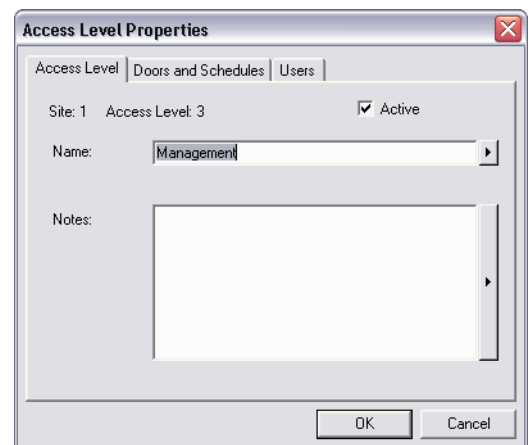 Access Level Properties
Access Level Doors and Schedules Users
Site: 1 Access Level: 3 Active
Name: Management
Notes:
OK Cancel